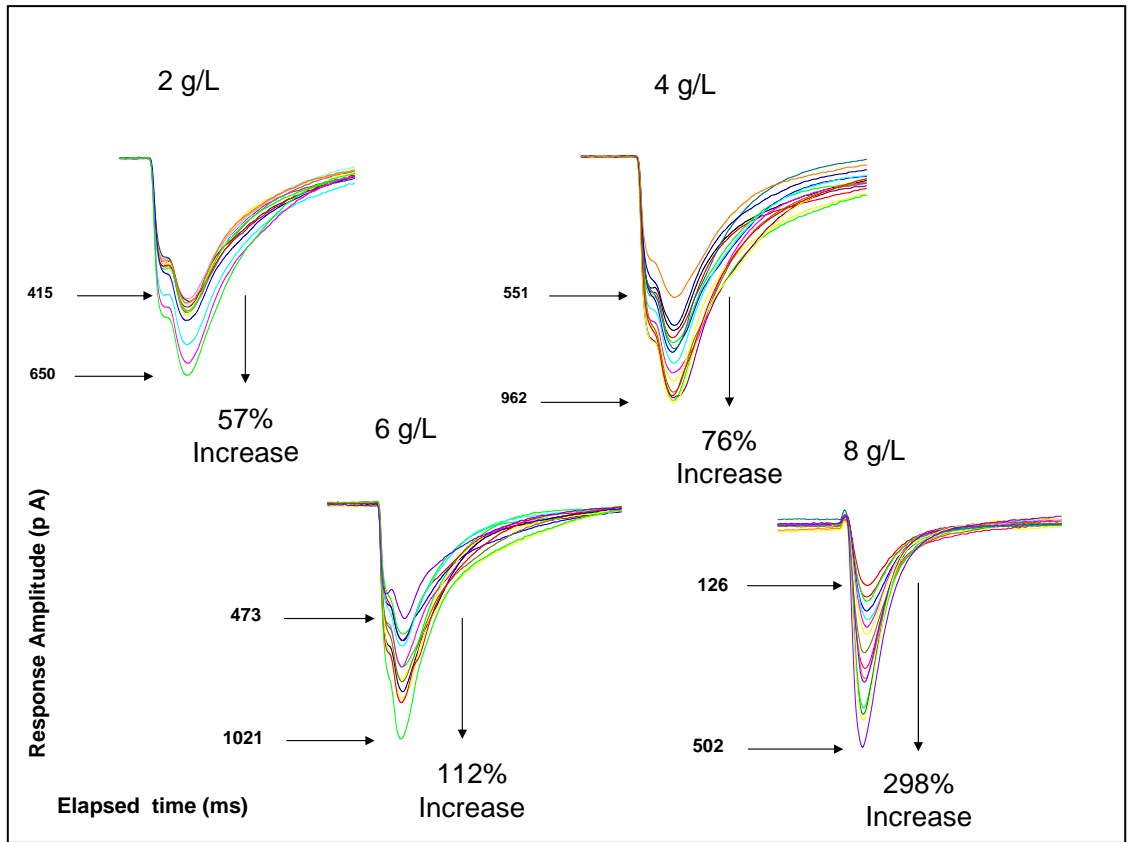 2 g/L
4 g/L
415
650
57%
Increase
551
962
76%
Increase
6 g/L
8 g/L
473
1021
112%
Increase
126
502
298%
Increase
Response Amplitude (p A)
Elapsed time (ms)